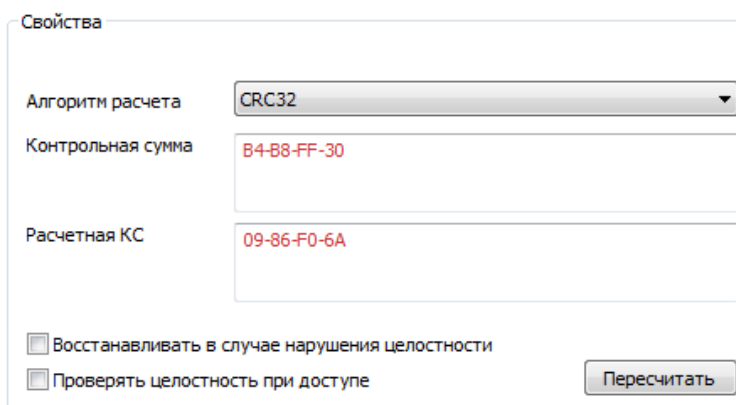 Свойства
Алгоритм расчета CRC32
Контрольная сумма B4-B8-FF-30
Расчетная КС 09-86-F0-6A
Восстанавливать в случае нарушения целостности
Проверять целостность при доступе Пересчитать